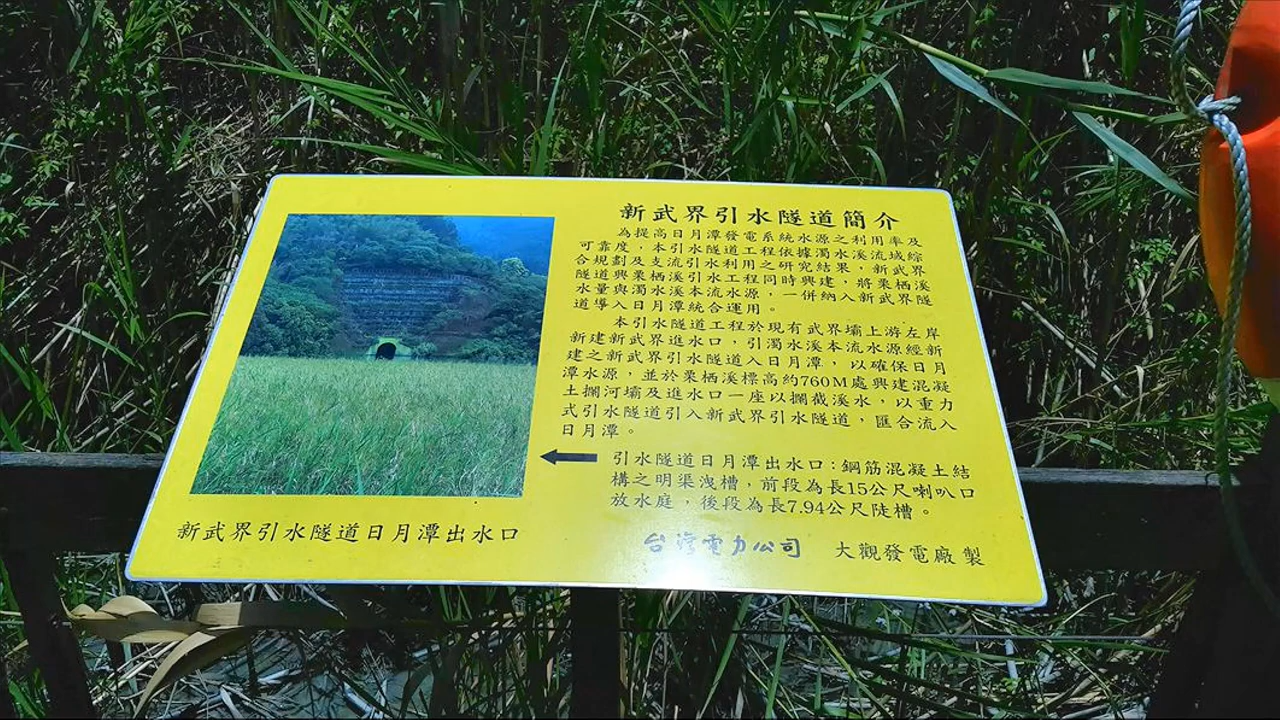 新武界引水隧道簡介
為提高日月潭發電系統水源之利用率及
可靠度，本引水隧道工程依據濁水溪流域綜
合規劃及支流引水利用之研究結果，新武界
隧道與栗栖溪引水工程同時興建，將栗栖溪
水量與濁水溪本流水源，一併納入新武界隧
道導入日月潭統合運用。
本引水隧道工程於現有武界壩上游左岸
新建新武界進水口，引濁水溪本流水源經新
建之新武界引水隧道入日月潭，以確保日月
潭水源，並於栗栖溪標高約760M處興建混凝
土攔河壩及進水口一座以攔截溪水，以重力
式引水隧道引入新武界引水隧道，匯合流入
日月潭。
引水隧道日月潭出水口：鋼筋混凝土結
構之明渠洩槽，前段為長15公尺喇叭口
放水庭，後段為長7.94公尺陡槽。
新武界引水隧道日月潭出水口
台灣電力公司 大觀發電廠 製